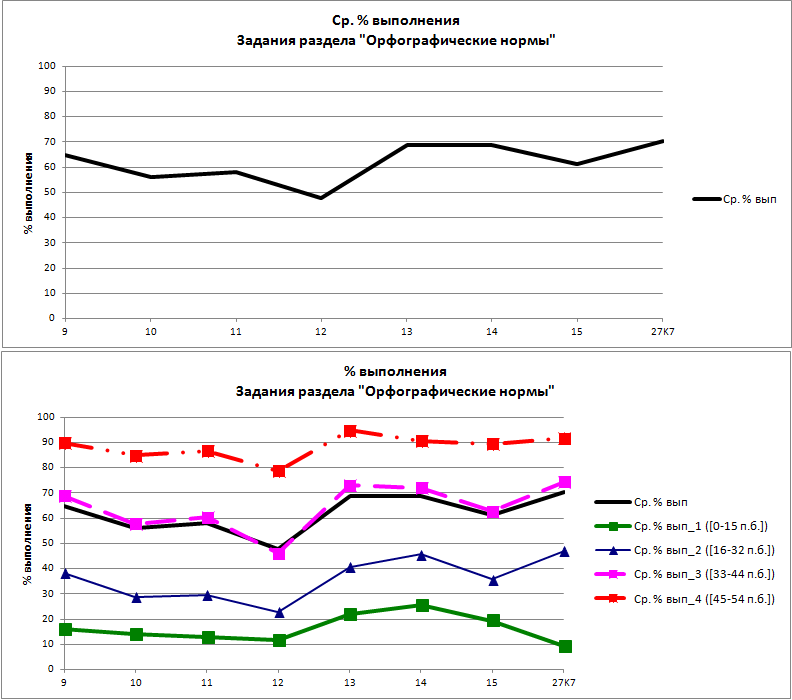 Ср. % выполнения
Задания раздела "Орфографические нормы"
% выполнения
100
90
80
70
60
50
40
30
20
10
0
9 10 11 12 13 14 15 27К7
Ср. % вып
% выполнения
Задания раздела "Орфографические нормы"
% выполнения
100
90
80
70
60
50
40
30
20
10
0
9 10 11 12 13 14 15 27К7
Ср. % вып
Ср. % вып_1 ([0-15 п.б.])
Ср. % вып_2 ([16-32 п.б.])
Ср. % вып_3 ([33-44 п.б.])
Ср. % вып_4 ([45-54 п.б.])